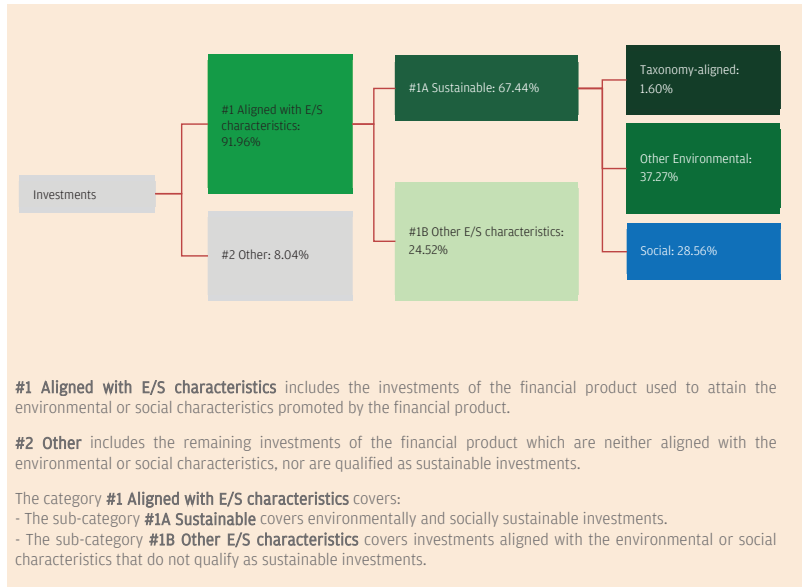 Investments
#1 Aligned with E/S
characteristics:
91.96%
#2 Other: 8.04%
#1A Sustainable: 67.44%
#1B Other E/S characteristics:
24.52%
Taxonomy-aligned:
1.60%
Other Environmental:
37.27%
Social: 28.56%
#1 Aligned with E/S characteristics includes the investments of the financial product used to attain the
environmental or social characteristics promoted by the financial product.
#2 Other includes the remaining investments of the financial product which are neither aligned with the
environmental or social characteristics, nor are qualified as sustainable investments.
The category #1 Aligned with E/S characteristics covers:
- The sub-category #1A Sustainable covers environmentally and socially sustainable investments.
- The sub-category #1B Other E/S characteristics covers investments aligned with the environmental or social
characteristics that do not qualify as sustainable investments.